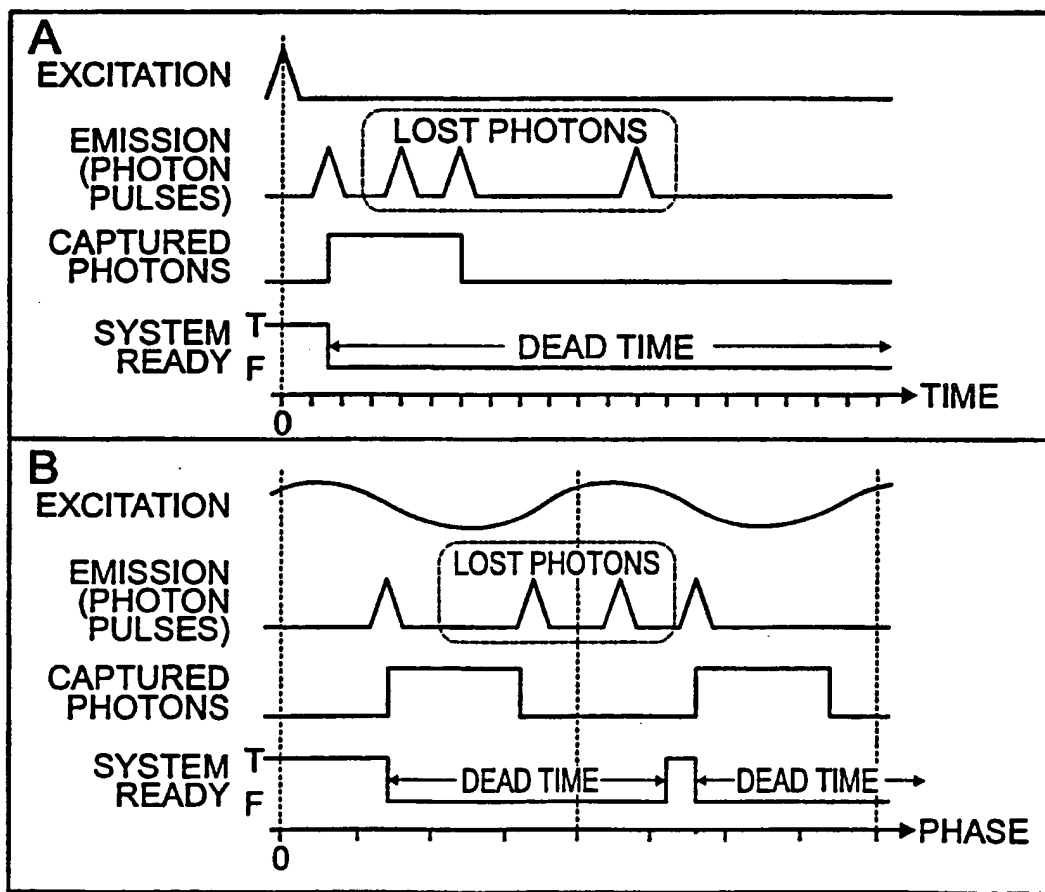 A
EXCITATION
EMISSION
(PHOTON
PULSES)
LOST PHOTONS
CAPTURED
PHOTONS
SYSTEM
READY
T
F
DEAD TIME
0
TIME
B
EXCITATION
EMISSION
(PHOTON
PULSES)
LOST PHOTONS
CAPTURED
PHOTONS
SYSTEM
READY
T
F
DEAD TIME
DEAD TIME
0
PHASE